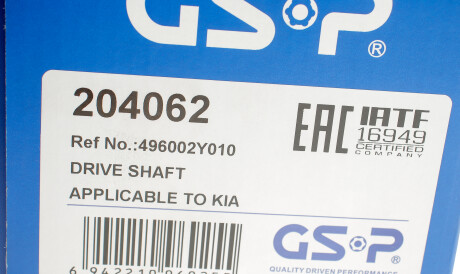 GSP®
204062
EAC IATF
16949
CERTIFIED
COMPANY
Ref No.:496002Y010
DRIVE SHAFT
APPLICABLE TO KIA
GSP®
QUALITY DRIVEN PERFORMANCE